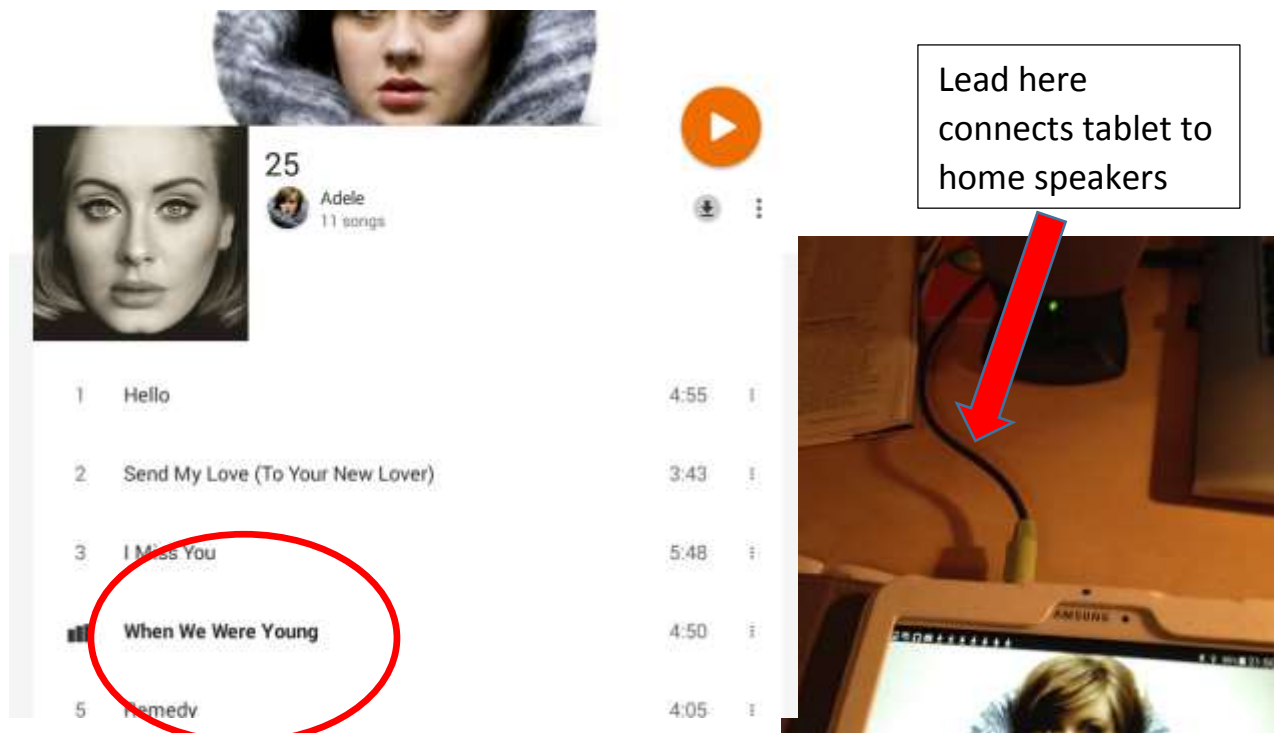 Lead here
connects tablet to
home speakers
25
Adele
11 songs
1 Hello 4:55
2 Send My Love (To Your New Lover) 3:43
3 I Miss You 5:48
When We Were Young 4:50
5 Remedy 4:05
SAMSUNG